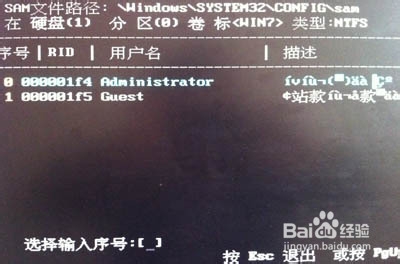 SAM文件路径: \Windows\SYSTEM32\CONFIG\sam
在 硬盘(1) 分 区(0) 卷 标<WIN7> 类型:NTFS
序号 | RID | 用户名 | 描述
0 000001f4 Administrator
1 000001f5 Guest
选择输入序号:[_]
Baidu 经验
jingyan.baidu.com
按 Esc 退出 或按 PgUp